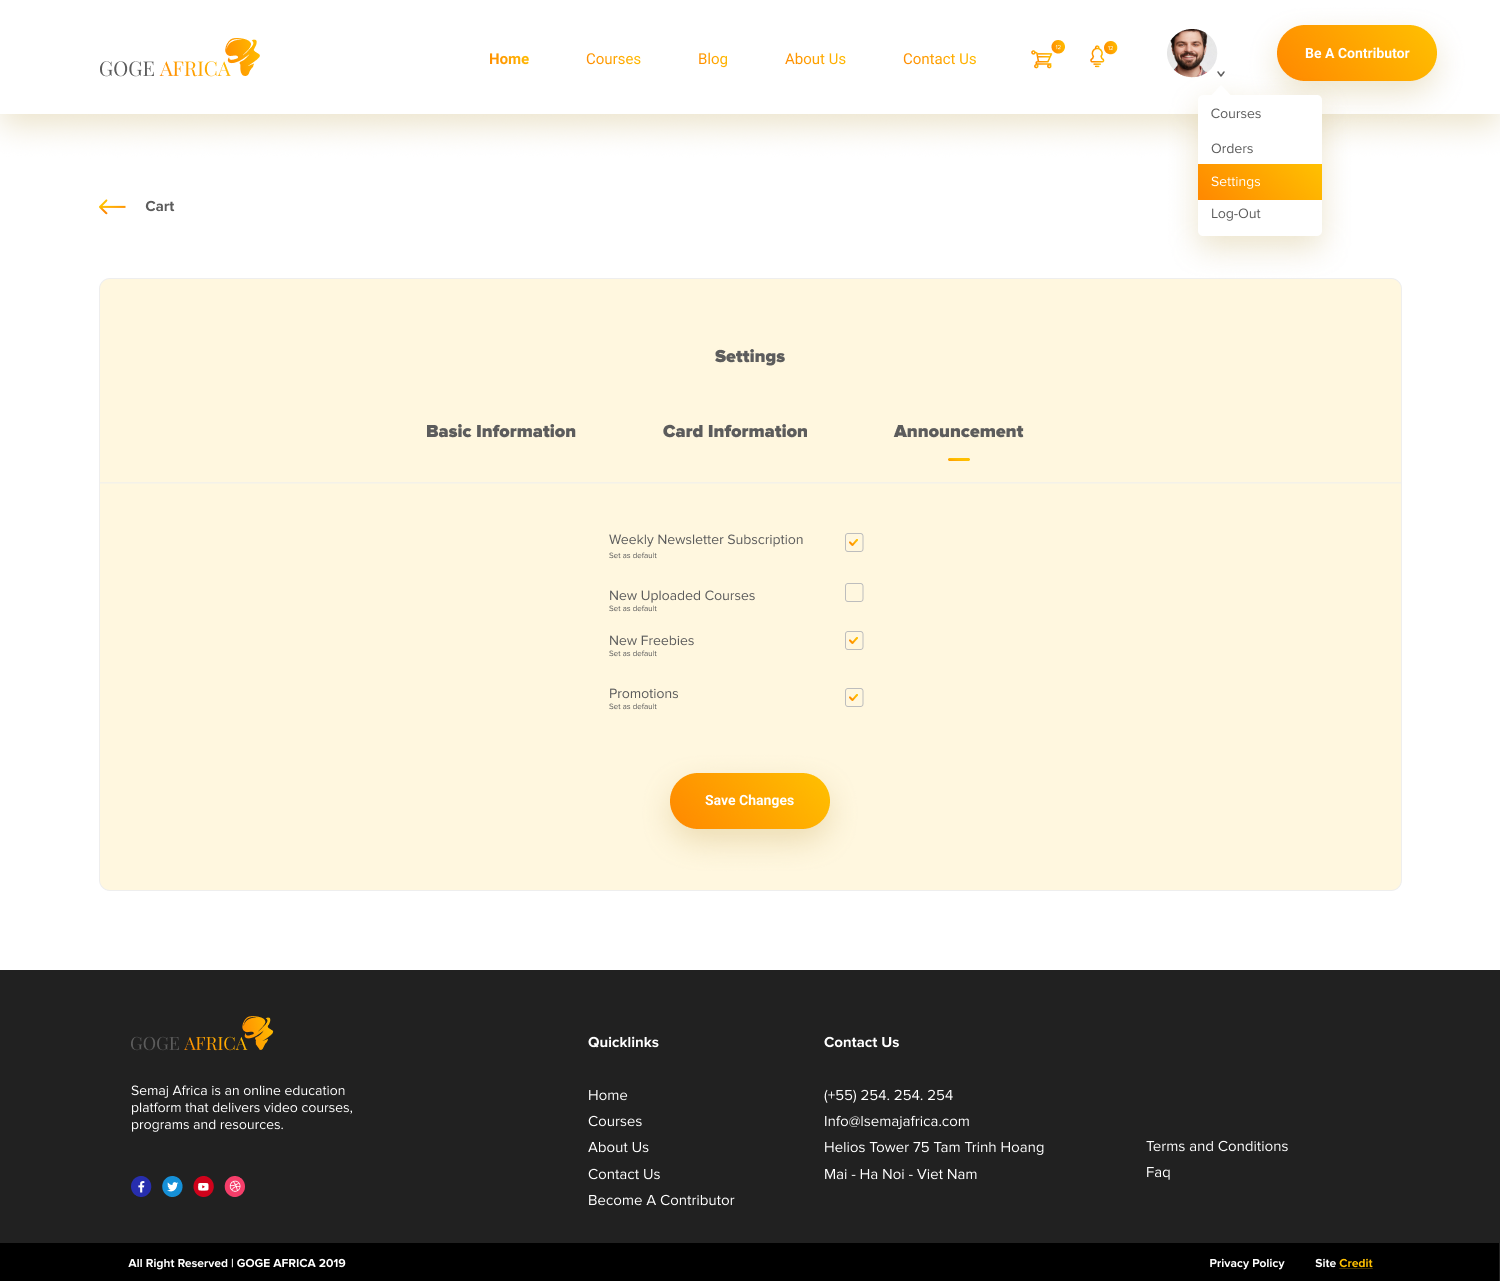 GOGE AFRICA
Home
Courses
Blog
About Us
Contact Us
Be A Contributor
Courses
Orders
Settings
Log-Out
Cart
Settings
Basic Information
Card Information
Announcement
Weekly Newsletter Subscription
Set as default
New Uploaded Courses
Set as default
New Freebies
Set as default
Promotions
Set as default
Save Changes
GOGE AFRICA
Semaj Africa is an online education
platform that delivers video courses,
programs and resources.
Quicklinks
Home
Courses
About Us
Contact Us
Become A Contributor
Contact Us
(+55) 254. 254. 254
Info@lsemajafrica.com
Helios Tower 75 Tam Trinh Hoang
Mai - Ha Noi - Viet Nam
Terms and Conditions
Faq
All Right Reserved | GOGE AFRICA 2019
Privacy Policy
Site Credit